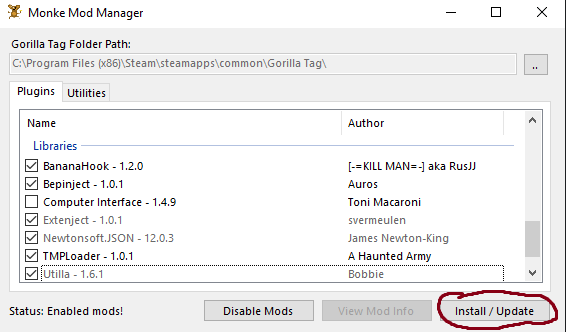 Monke Mod Manager
Gorilla Tag Folder Path:
C:\Program Files (x86)\Steam\steamapps\common\Gorilla Tag\
..
Plugins Utilities
Name Author
Libraries
BananaHook - 1.2.0 [-=KILL MAN=-] aka RusJJ
Bepinject - 1.0.1 Auros
Computer Interface - 1.4.9 Toni Macaroni
Extenject - 1.0.1 svermeulen
Newtonsoft.JSON - 12.0.3 James Newton-King
TMPLoader - 1.0.1 A Haunted Army
Utilla - 1.6.1 Bobbie
Status: Enabled mods! Disable Mods View Mod Info Install / Update